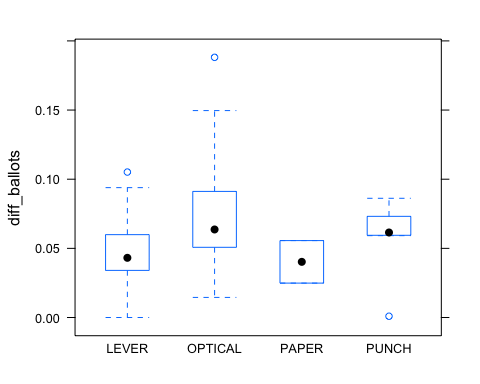 diff_ballots
0.15
0.10
0.05
0.00
LEVER OPTICAL PAPER PUNCH